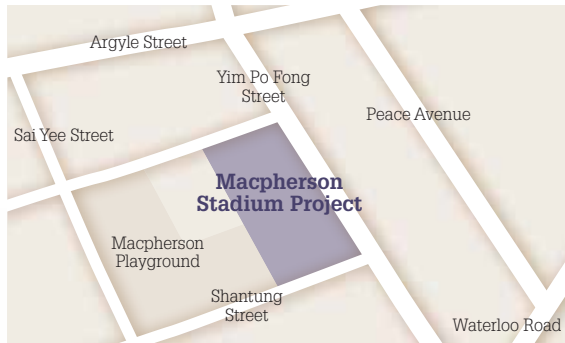 Argyle Street
Yim Po Fong
Street
Peace Avenue
Sai Yee Street
Macpherson
Stadium Project
Macpherson
Playground
Shantung
Street
Waterloo Road